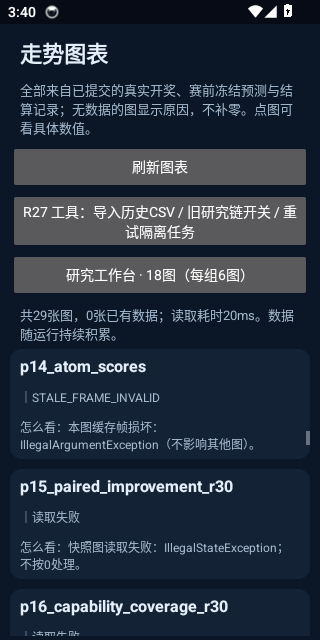 3:40
走势图表
全部来自已提交的真实开奖、赛前冻结预测与结
算记录；无数据的图显示原因，不补零。点图可
看具体数值。
刷新图表
R27 工具：导入历史CSV / 旧研究链开关 / 重
试隔离任务
研究工作台 · 18图（每组6图）
共29张图，0张已有数据；读取耗时20ms。数据
随运行持续积累。
p14_atom_scores
｜STALE_FRAME_INVALID
怎么看：本图缓存帧损坏：
IllegalArgumentException（不影响其他图）。
p15_paired_improvement_r30
｜读取失败
怎么看：快照图读取失败：IllegalStateException；
不按0处理。
p16_capability_coverage_r30
｜读取失败